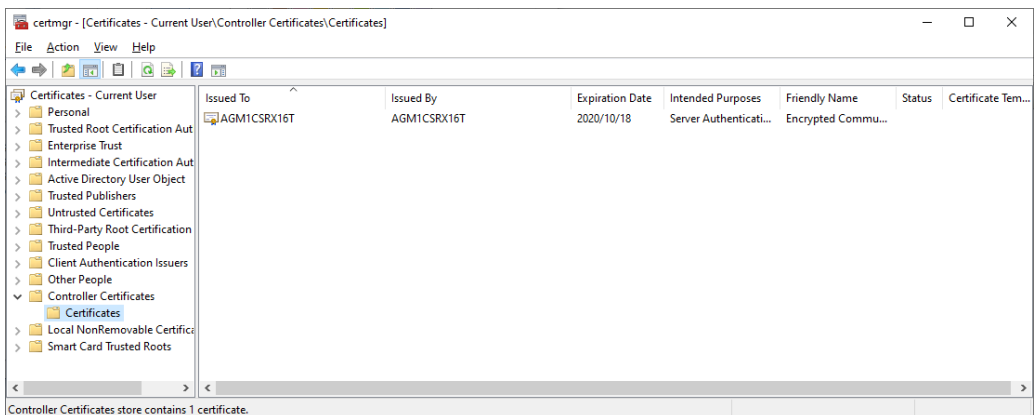 certmgr - [Certificates - Current User\Controller Certificates\Certificates]
File Action View Help
Certificates - Current User
Personal
Trusted Root Certification Aut
Enterprise Trust
Intermediate Certification Aut
Active Directory User Object
Trusted Publishers
Untrusted Certificates
Third-Party Root Certification
Trusted People
Client Authentication Issuers
Other People
Controller Certificates
Certificates
Local NonRemovable Certifica
Smart Card Trusted Roots
Issued To Issued By Expiration Date Intended Purposes Friendly Name Status Certificate Tem...
AGM1CSRX16T AGM1CSRX16T 2020/10/18 Server Authenticati... Encrypted Commu...
Controller Certificates store contains 1 certificate.